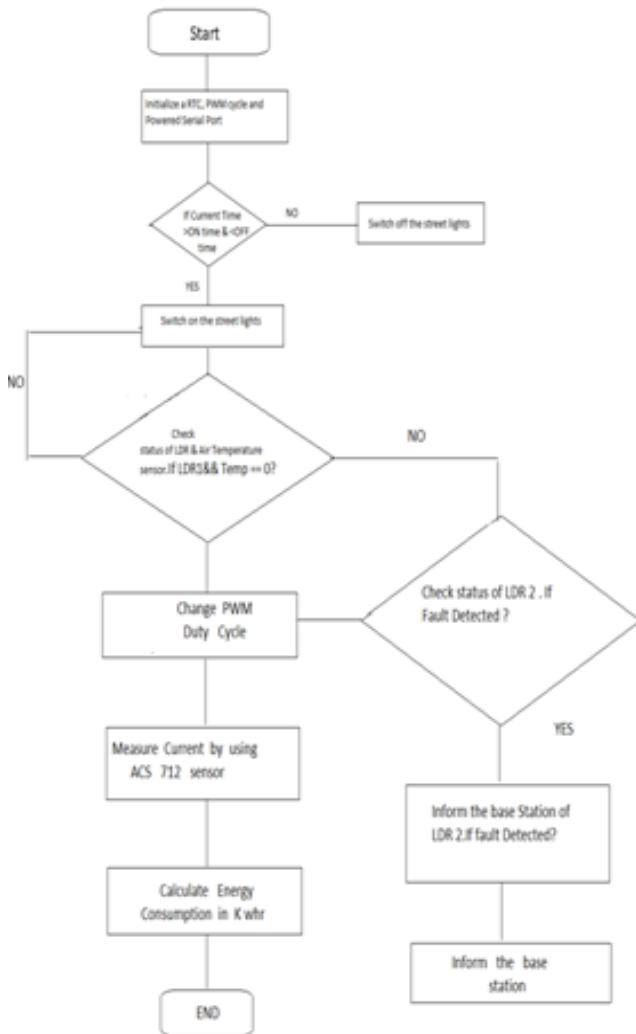 Start
Initialize a RTC, PWM cycle and
Powered Serial Port
If Current Time
>ON time & <OFF
time
NO
Switch off the street lights
YES
Switch on the street lights
NO
Check
status of LDR & Air Temperature
sensor.If LDR1&& Temp == 0?
NO
Change PWM
Duty Cycle
Check status of LDR 2 . If
Fault Detected ?
YES
Measure Current by using
ACS 712 sensor
Inform the base Station of
LDR 2.If fault Detected?
Calculate Energy
Consumption in K whr
Inform the base
station
END